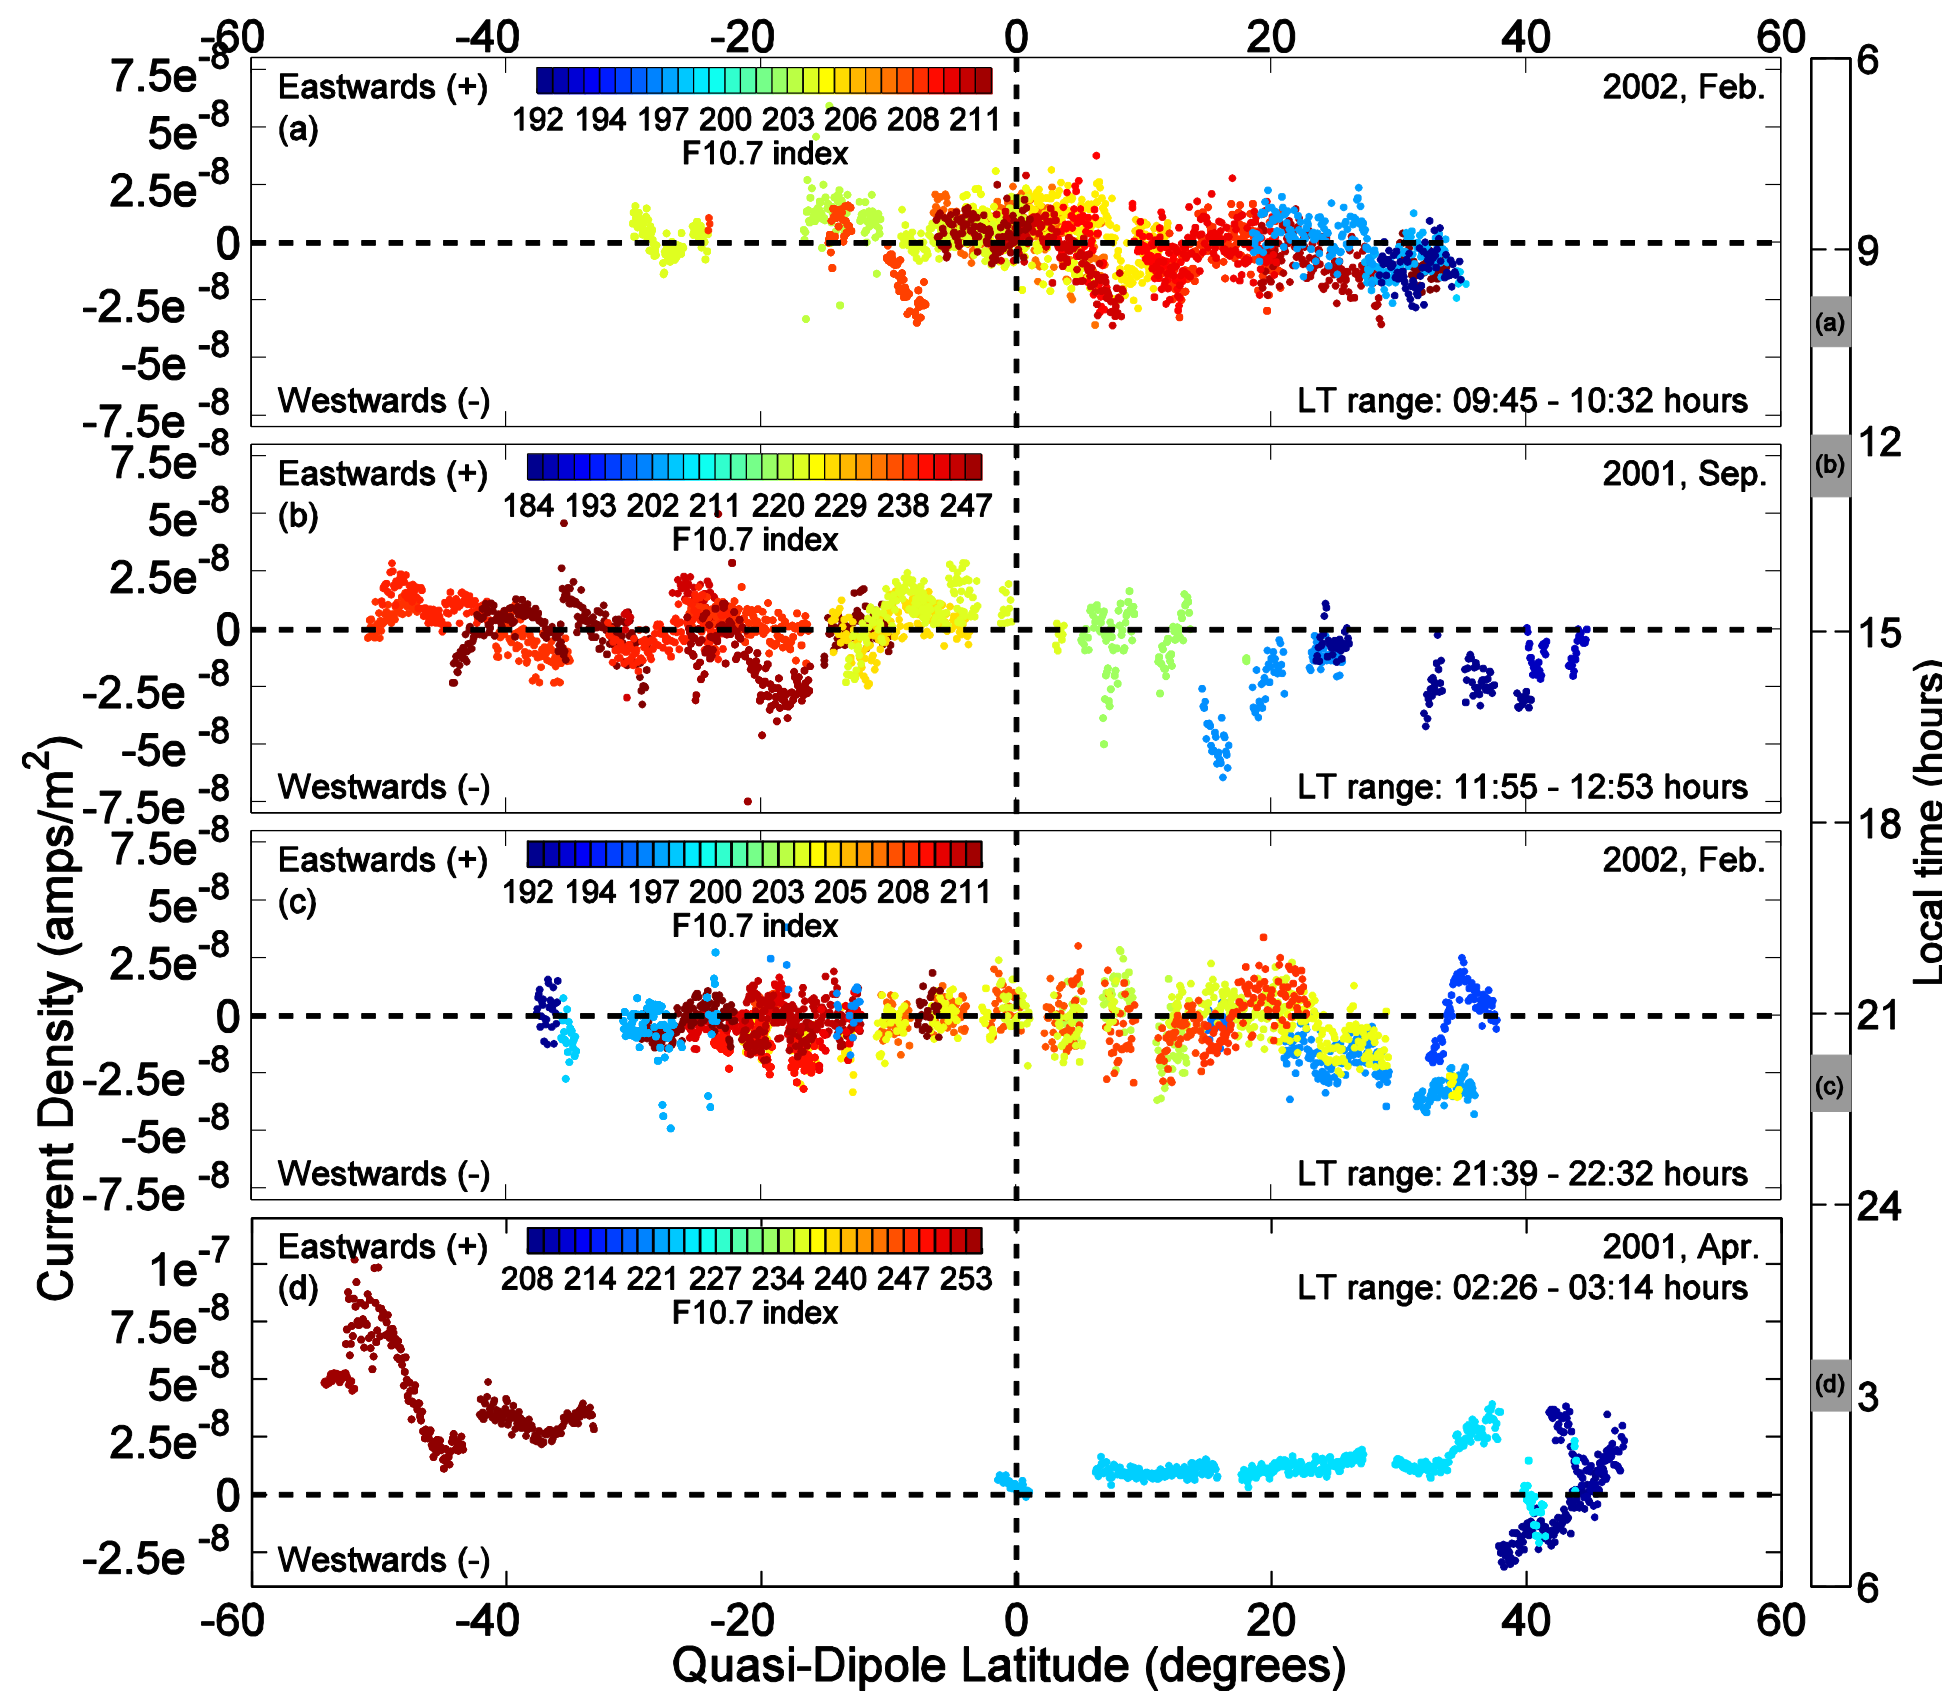 -60 -40 -20 0 20 40 60
Eastwards (+)
(a)
192 194 197 200 203 206 208 211
F10.7 index
2002, Feb.
7.5e-8
5e-8
2.5e-8
0
-2.5e-8
-5e-8
-7.5e-8
Westwards (-)
LT range: 09:45 - 10:32 hours
Eastwards (+)
(b)
184 193 202 211 220 229 238 247
F10.7 index
2001, Sep.
7.5e-8
5e-8
2.5e-8
0
-2.5e-8
-5e-8
-7.5e-8
Westwards (-)
LT range: 11:55 - 12:53 hours
Eastwards (+)
(c)
192 194 197 200 203 205 208 211
F10.7 index
2002, Feb.
7.5e-8
5e-8
2.5e-8
0
-2.5e-8
-5e-8
-7.5e-8
Westwards (-)
LT range: 21:39 - 22:32 hours
Eastwards (+)
(d)
208 214 221 227 234 240 247 253
F10.7 index
2001, Apr.
LT range: 02:26 - 03:14 hours
1e-7
7.5e-8
5e-8
2.5e-8
0
-2.5e-8
Westwards (-)
-60 -40 -20 0 20 40 60
Quasi-Dipole Latitude (degrees)
Current Density (amps/m2)
6
9
(a)
12
(b)
15
18
21
(c)
24
(d)
3
6
Local time (hours)